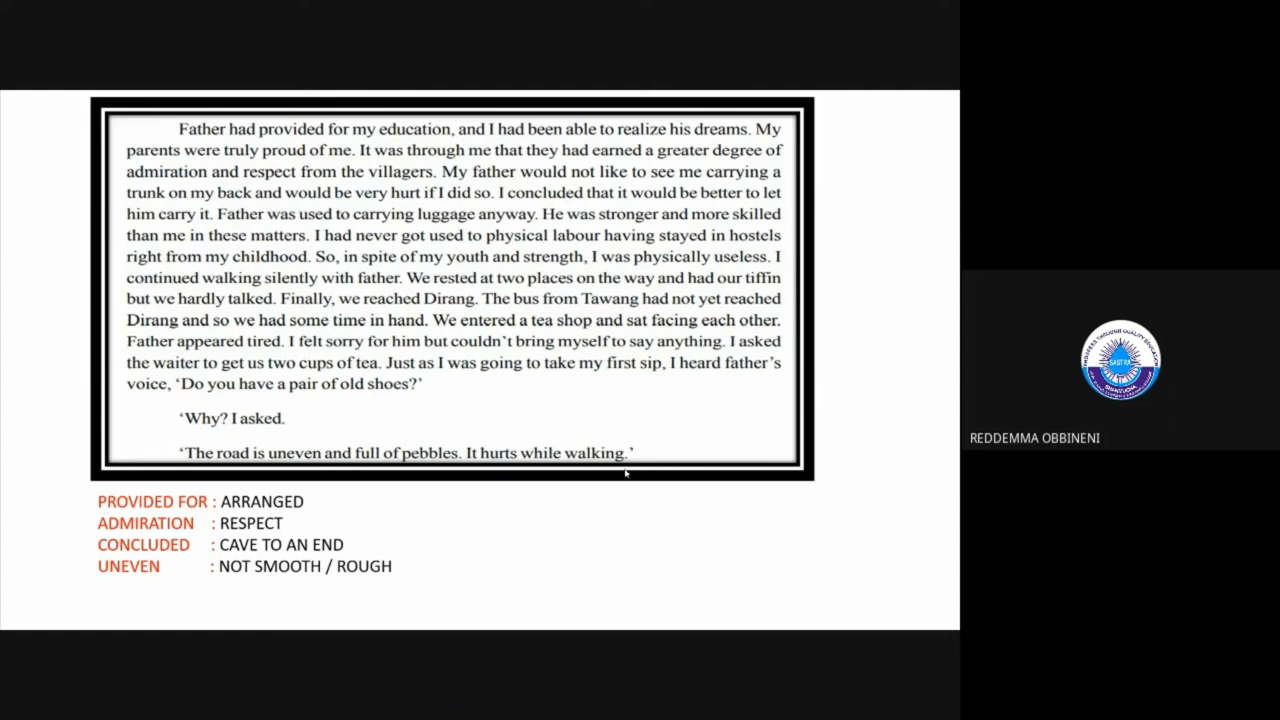 Father had provided for my education, and I had been able to realize his dreams. My
parents were truly proud of me. It was through me that they had earned a greater degree of
admiration and respect from the villagers. My father would not like to see me carrying a
trunk on my back and would be very hurt if I did so. I concluded that it would be better to let
him carry it. Father was used to carrying luggage anyway. He was stronger and more skilled
than me in these matters. I had never got used to physical labour having stayed in hostels
right from my childhood. So, in spite of my youth and strength, I was physically useless. I
continued walking silently with father. We rested at two places on the way and had our tiffin
but we hardly talked. Finally, we reached Dirang. The bus from Tawang had not yet reached
Dirang and so we had some time in hand. We entered a tea shop and sat facing each other.
Father appeared tired. I felt sorry for him but couldn't bring myself to say anything. I asked
the waiter to get us two cups of tea. Just as I was going to take my first sip, I heard father's
voice, 'Do you have a pair of old shoes?'
'Why? I asked.
'The road is uneven and full of pebbles. It hurts while walking.'
PROVIDED FOR : ARRANGED
ADMIRATION : RESPECT
CONCLUDED : CAVE TO AN END
UNEVEN : NOT SMOOTH / ROUGH
SASTRA
REDDEMMA OBBINENI